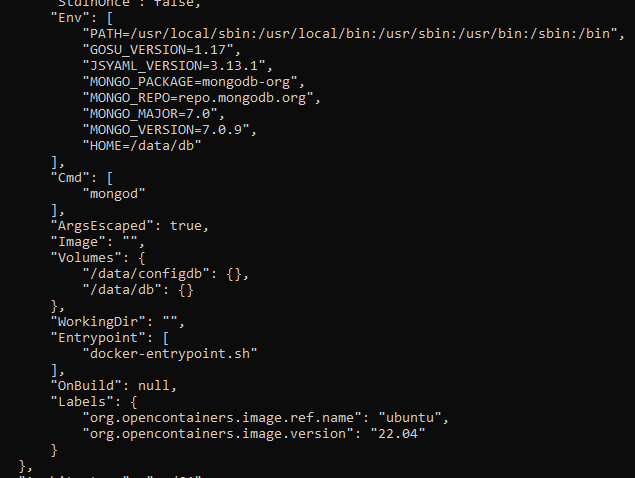 "StdinOnce": false,
"Env": [
"PATH=/usr/local/sbin:/usr/local/bin:/usr/sbin:/usr/bin:/sbin:/bin",
"GOSU_VERSION=1.17",
"JSYAML_VERSION=3.13.1",
"MONGO_PACKAGE=mongodb-org",
"MONGO_REPO=repo.mongodb.org",
"MONGO_MAJOR=7.0",
"MONGO_VERSION=7.0.9",
"HOME=/data/db"
],
"Cmd": [
"mongod"
],
"ArgsEscaped": true,
"Image": "",
"Volumes": {
"/data/configdb": {},
"/data/db": {}
},
"WorkingDir": "",
"Entrypoint": [
"docker-entrypoint.sh"
],
"OnBuild": null,
"Labels": {
"org.opencontainers.image.ref.name": "ubuntu",
"org.opencontainers.image.version": "22.04"
}
},